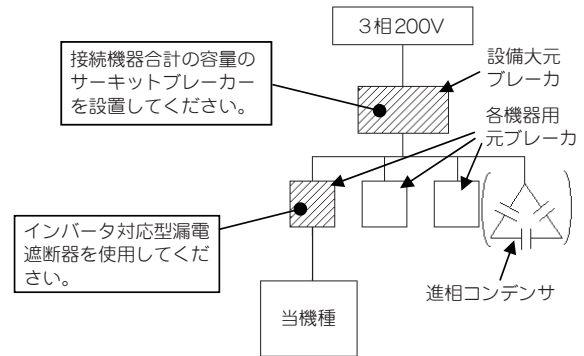 3相200V
接続機器合計の容量の
サーキットブレーカー
を設置してください。
設備大元
ブレーカ
各機器用
元ブレーカ
インバータ対応型漏電
遮断器を使用してくだ
さい。
進相コンデンサ
当機種